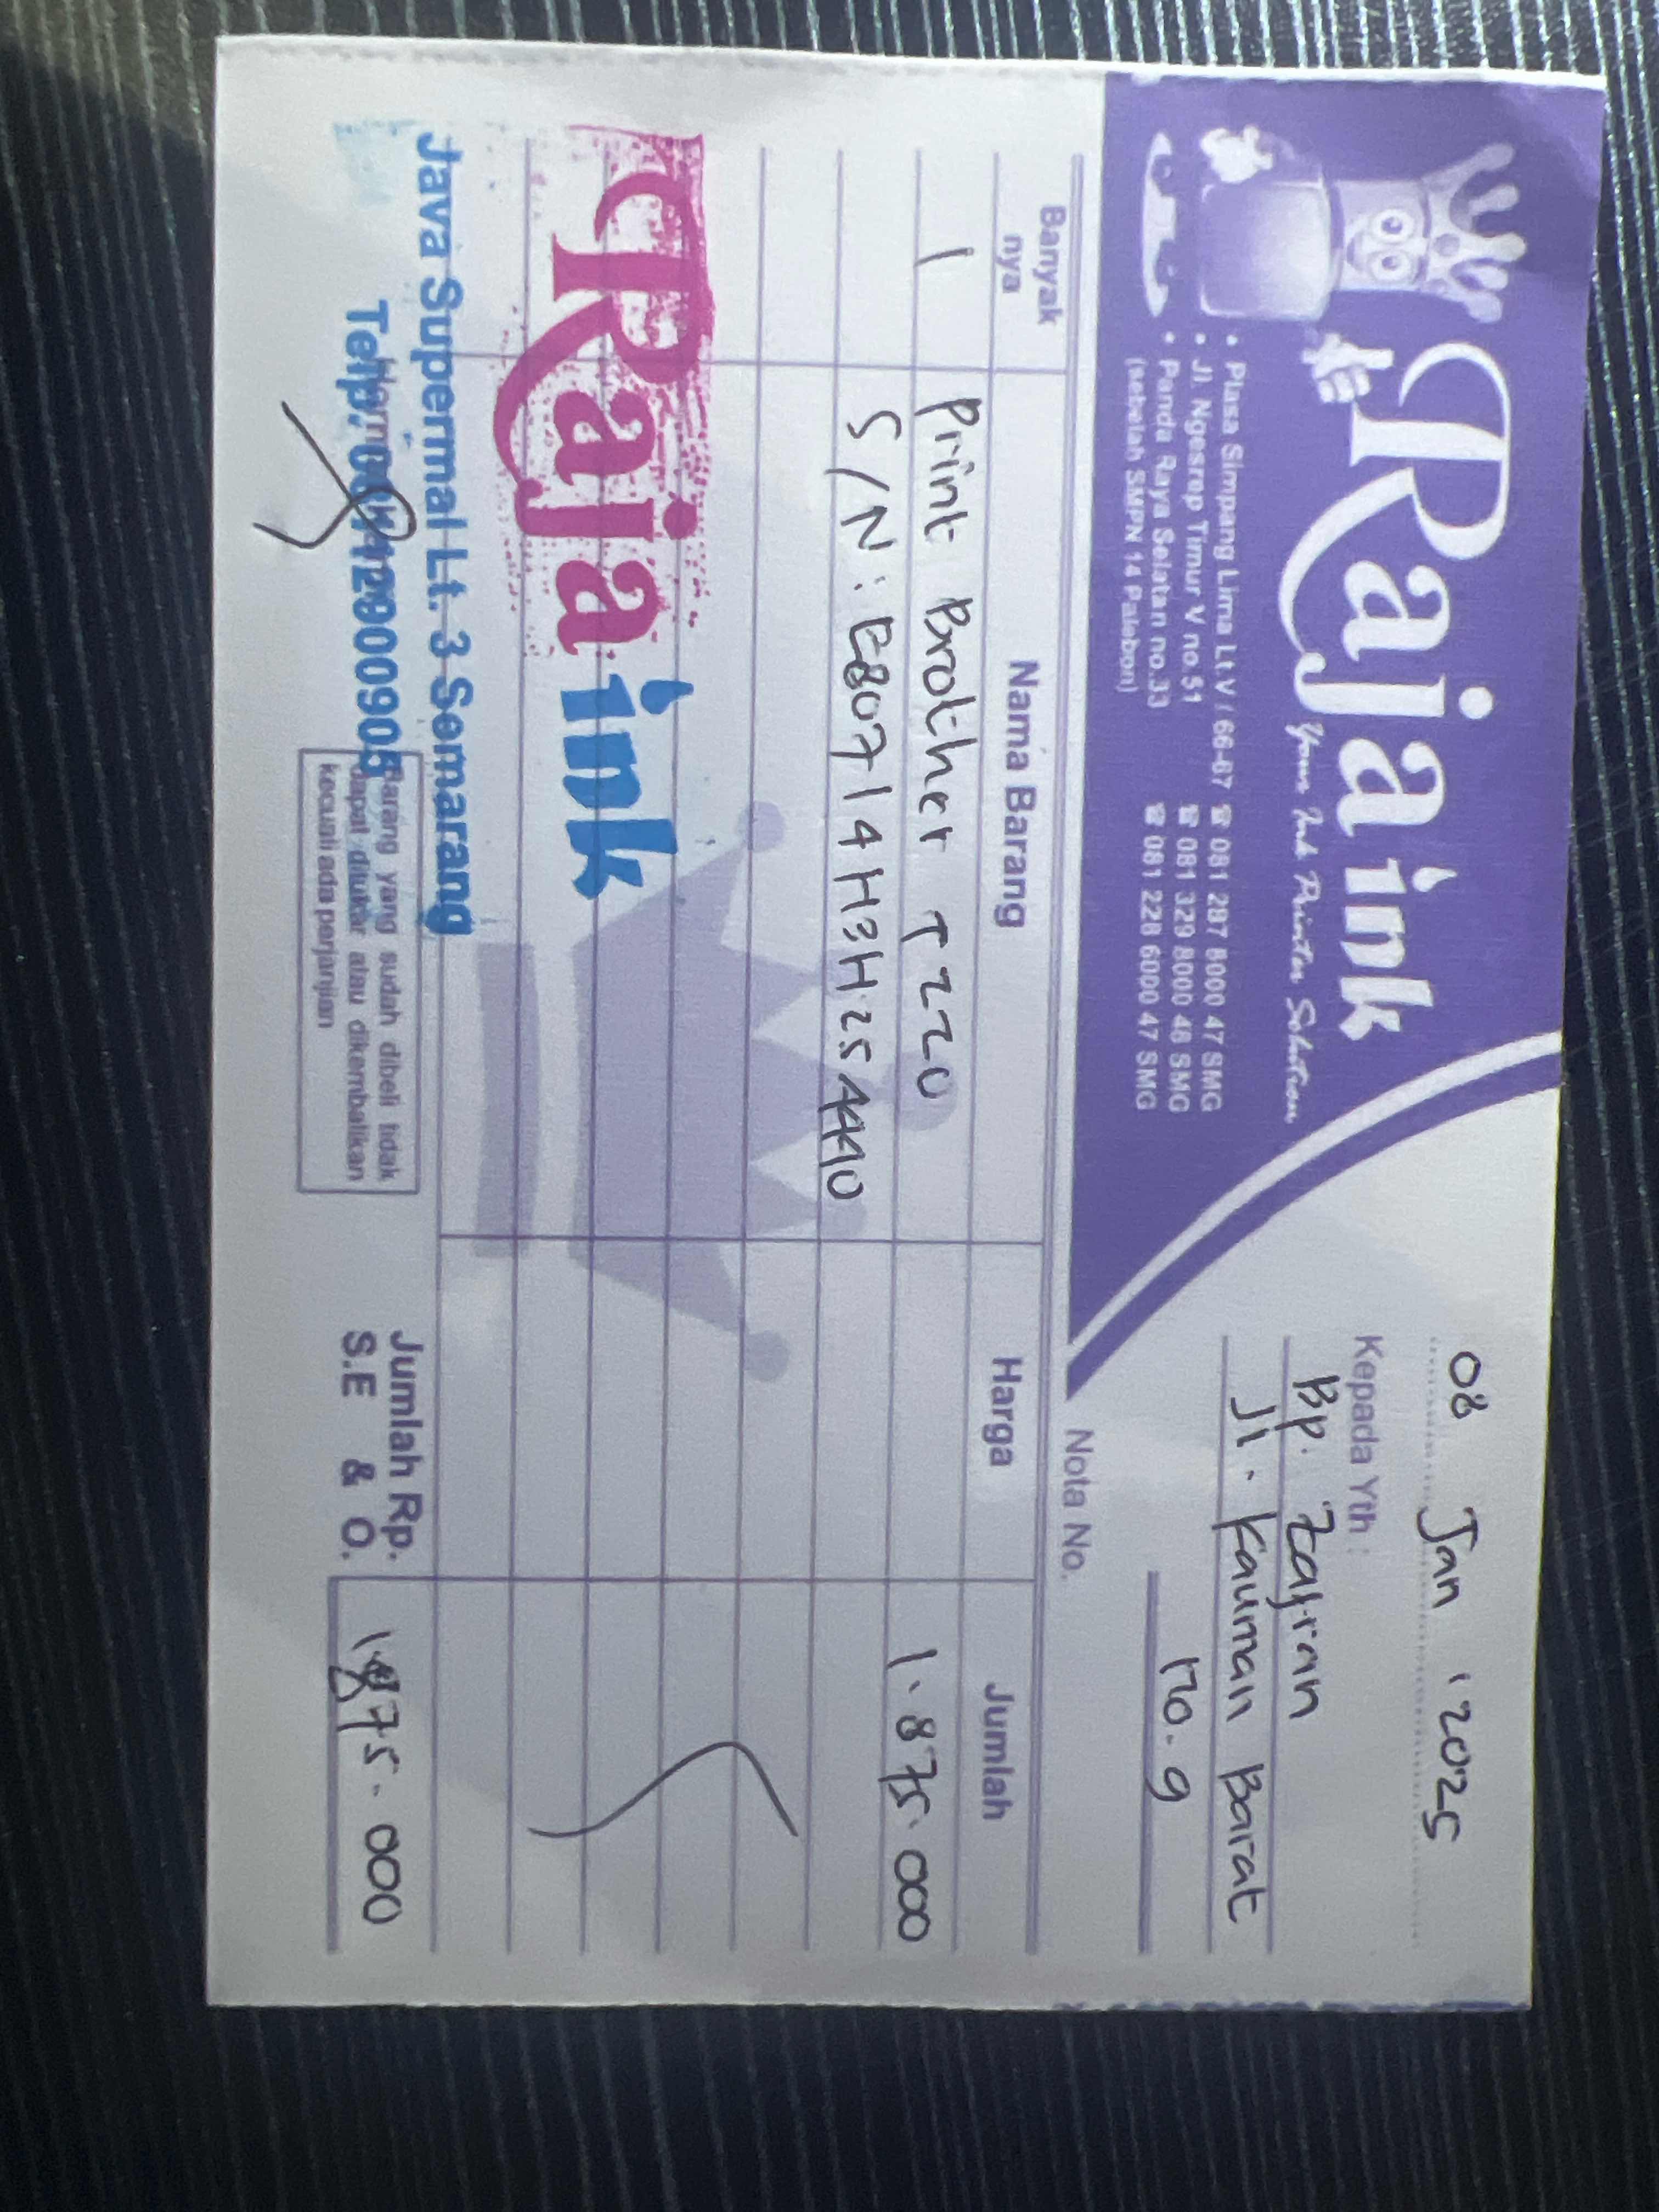 Raja ink
Your Ink Printer Solution
• Plasa Simpang Lima Lt.V / 66-67 ☎ 081 287 8000 47 SMG
• Jl. Ngesrep Timur V no.51 ☎ 081 329 8000 48 SMG
• Panda Raya Selatan no.33 ☎ 081 228 6000 47 SMG
(sebelah SMPN 14 Palebon)
08 Jan '2025
Kepada Yth :
Bp. Zayran
Jl. Kauman Barat
no. 9
Nota No.
Banyak nya Nama Barang Harga Jumlah
1 Print Brother T220 1.875.000
S/N: E80714H3H254440
Raja ink
Java Supermal Lt. 3 Semarang
Telp.
Barang yang sudah dibeli tidak
dapat ditukar atau dikembalikan
kecuali ada perjanjian
Jumlah Rp. 1.875.000
S.E & O.